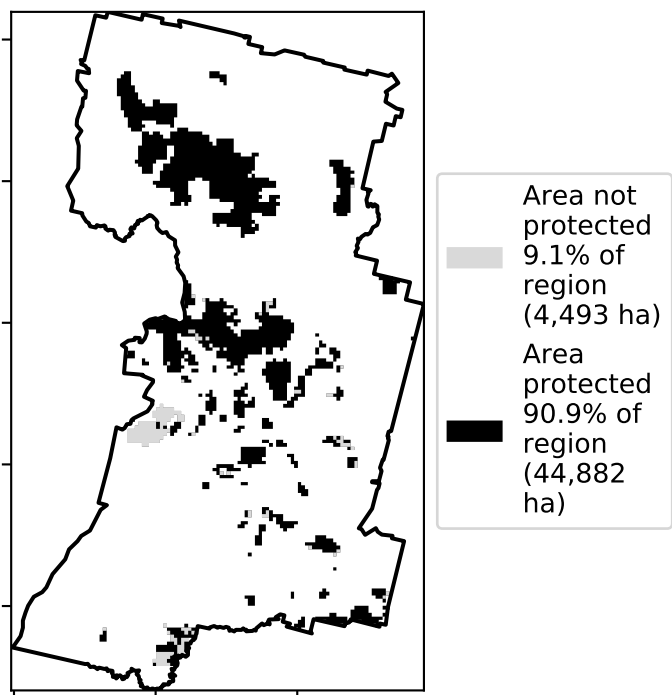 Area not
protected
9.1% of
region
(4,493 ha)
Area
protected
90.9% of
region
(44,882
ha)